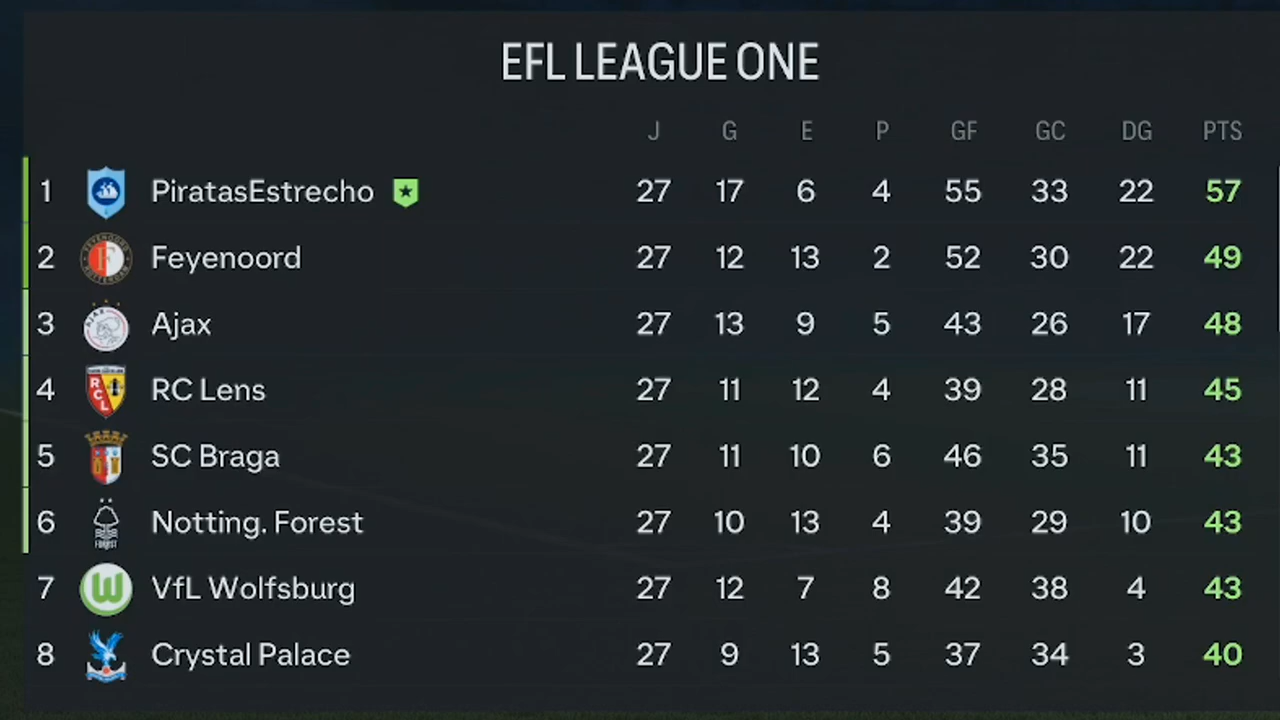 EFL LEAGUE ONE
J G E P GF GC DG PTS
1 PiratasEstrecho 27 17 6 4 55 33 22 57
2 Feyenoord 27 12 13 2 52 30 22 49
3 Ajax 27 13 9 5 43 26 17 48
4 RC Lens 27 11 12 4 39 28 11 45
5 SC Braga 27 11 10 6 46 35 11 43
6 Notting. Forest 27 10 13 4 39 29 10 43
7 VfL Wolfsburg 27 12 7 8 42 38 4 43
8 Crystal Palace 27 9 13 5 37 34 3 40